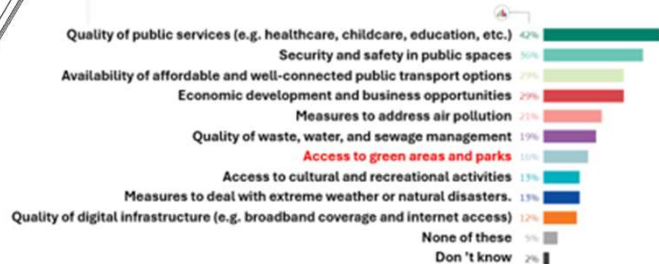 Quality of public services (e.g. healthcare, childcare, education, etc.) 42%
Security and safety in public spaces 36%
Availability of affordable and well-connected public transport options 29%
Economic development and business opportunities 29%
Measures to address air pollution 21%
Quality of waste, water, and sewage management 19%
Access to green areas and parks 16%
Access to cultural and recreational activities 13%
Measures to deal with extreme weather or natural disasters. 13%
Quality of digital infrastructure (e.g. broadband coverage and internet access) 12%
None of these 5%
Don 't know 2%